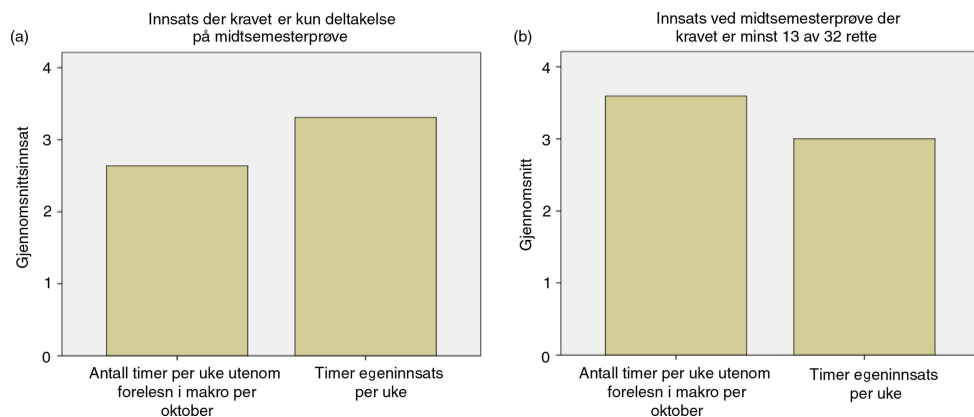 (a)
Innsats der kravet er kun deltakelse
på midtsemesterprøve
Gjennomsnittsinnsat
4
3
2
1
0
Antall timer per uke utenom
forelesn i makro per
oktober
Timer egeninnsats
per uke
(b)
Innsats ved midtsemesterprøve der
kravet er minst 13 av 32 rette
Gjennomsnitt
4
3
2
1
0
Antall timer per uke utenom
forelesn i makro per
oktober
Timer egeninnsats
per uke